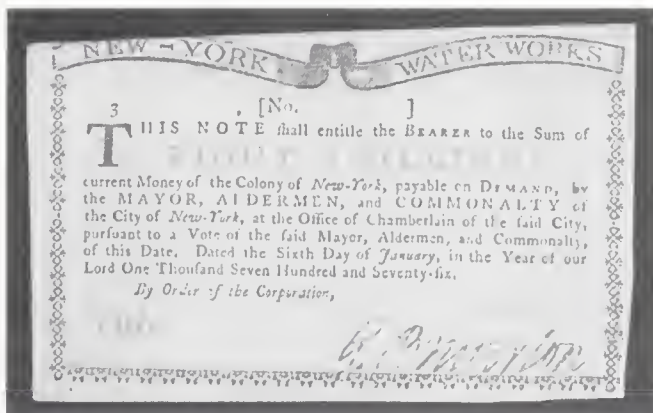 NEW-YORK WATER WORKS
3 , [No. ]
THIS NOTE shall entitle the BEARER to the Sum of
EIGHT SHILLINGS
current Money of the Colony of New-York, payable on DEMAND, by
the MAYOR, ALDERMEN, and COMMONALTY of
the City of New-York, at the Office of Chamberlain of the said City,
pursuant to a Vote of the said Mayor, Aldermen, and Commonalty,
of this Date. Dated the Sixth Day of January, in the Year of our
Lord One Thousand Seven Hundred and Seventy-six.
By Order of the Corporation,